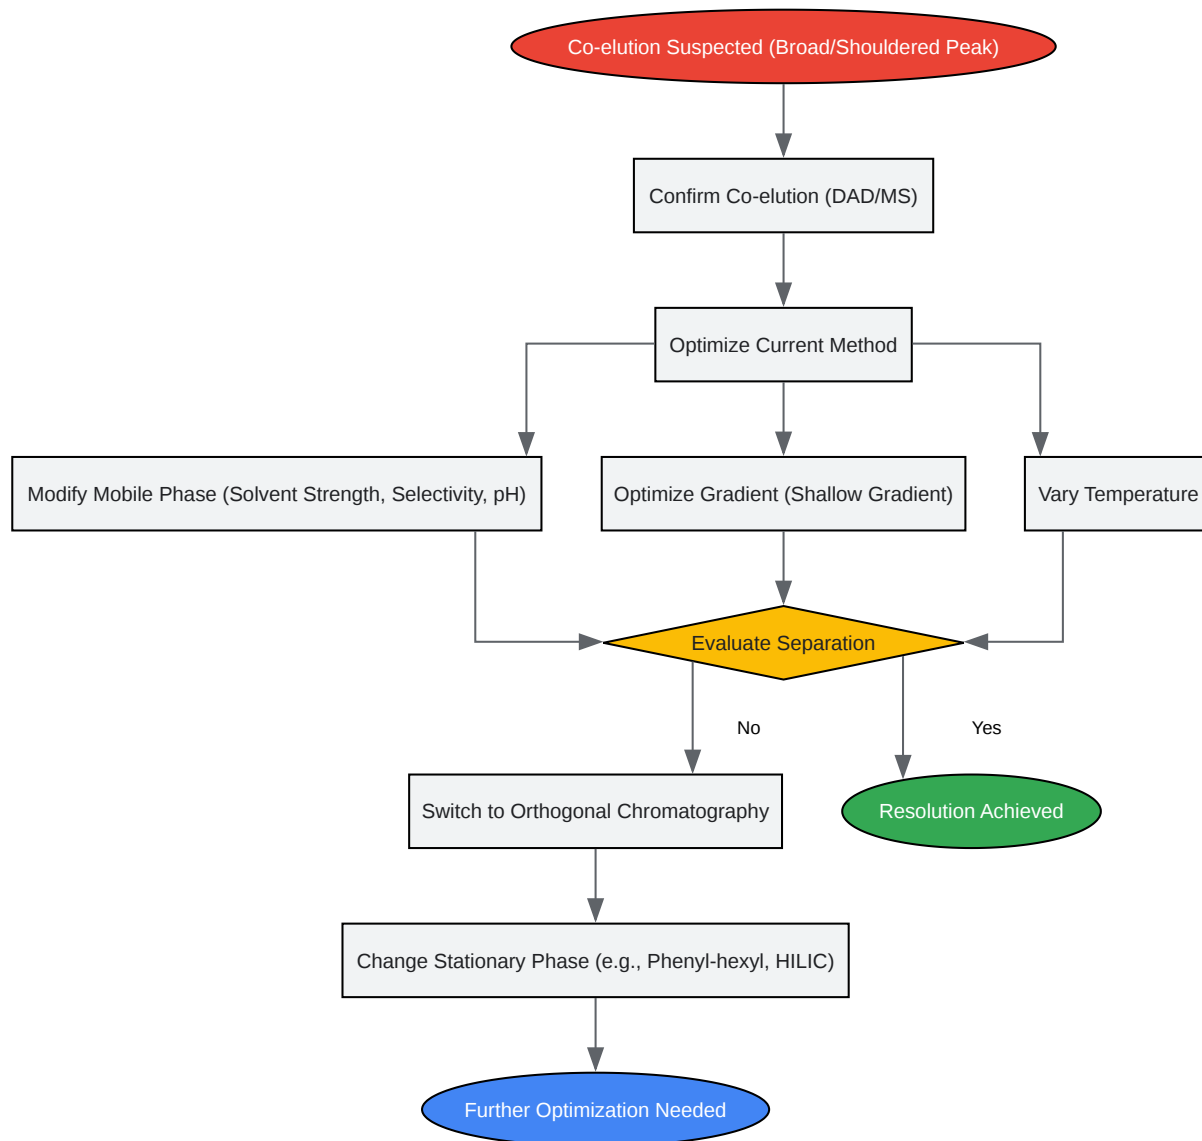 Co-elution Suspected (Broad/Shouldered Peak)
Confirm Co-elution (DAD/MS)
Optimize Current Method
Modify Mobile Phase (Solvent Strength, Selectivity, pH)
Optimize Gradient (Shallow Gradient)
Vary Temperature
Evaluate Separation
No
Yes
Switch to Orthogonal Chromatography
Resolution Achieved
Change Stationary Phase (e.g., Phenyl-hexyl, HILIC)
Further Optimization Needed